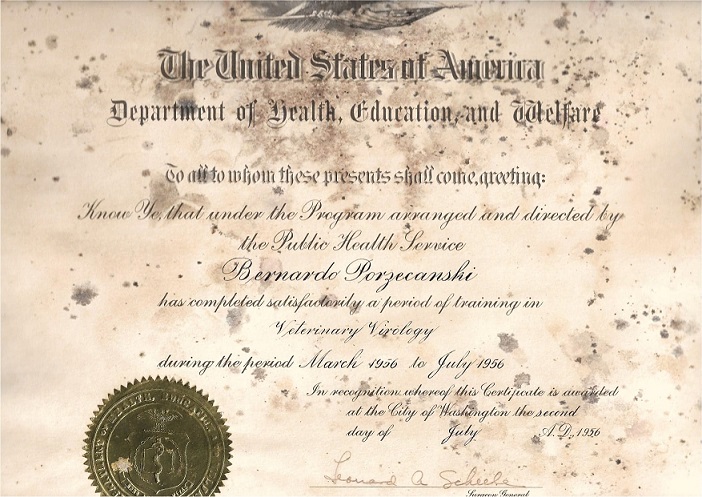 The United States of America
Department of Health, Education, and Welfare
To all to whom these presents shall come, greeting:
Know Ye, that under the Program arranged and directed by
the Public Health Service
Bernardo Porzecanski
has completed satisfactorily a period of training in
Veterinary Virology
during the period March 1956 to July 1956
In recognition whereof this Certificate is awarded
at the City of Washington the second
day of July A.D. 1956
Leonard A. Scheele
Surgeon General